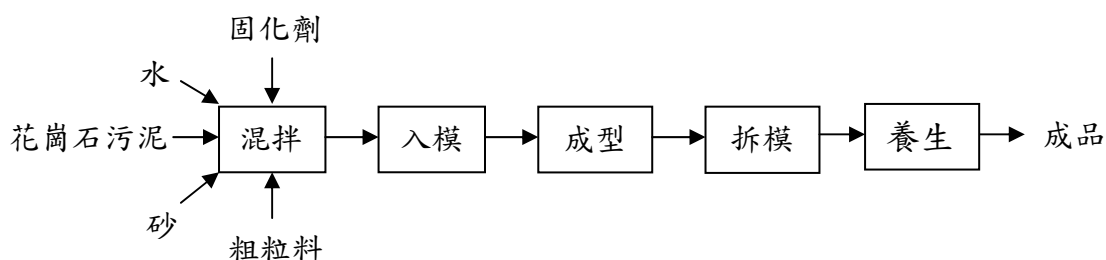 固化劑
水
花崗石污泥 混拌 入模 成型 拆模 養生 成品
砂
粗粒料